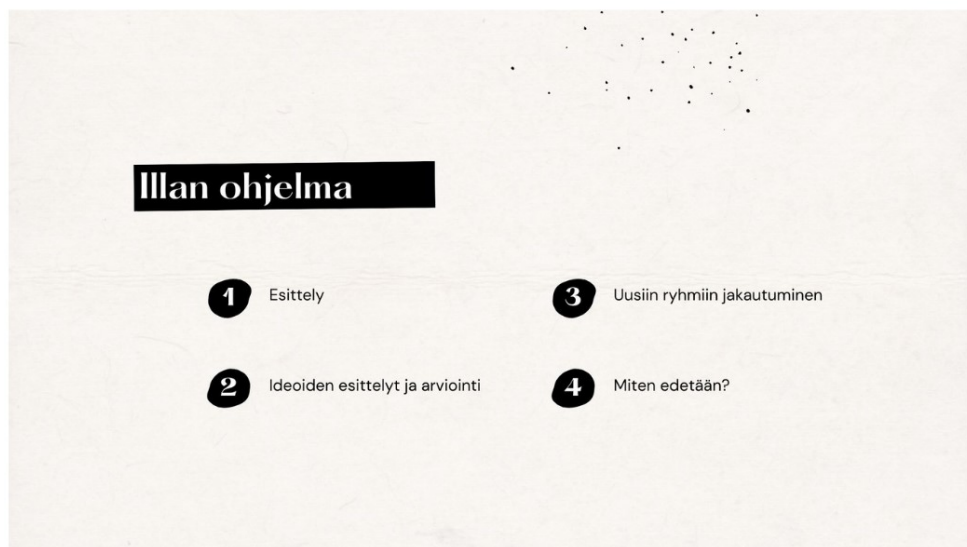 Illan ohjelma
1 Esittely
2 Ideoiden esittelyt ja arviointi
3 Uusiin ryhmiin jakautuminen
4 Miten edetään?